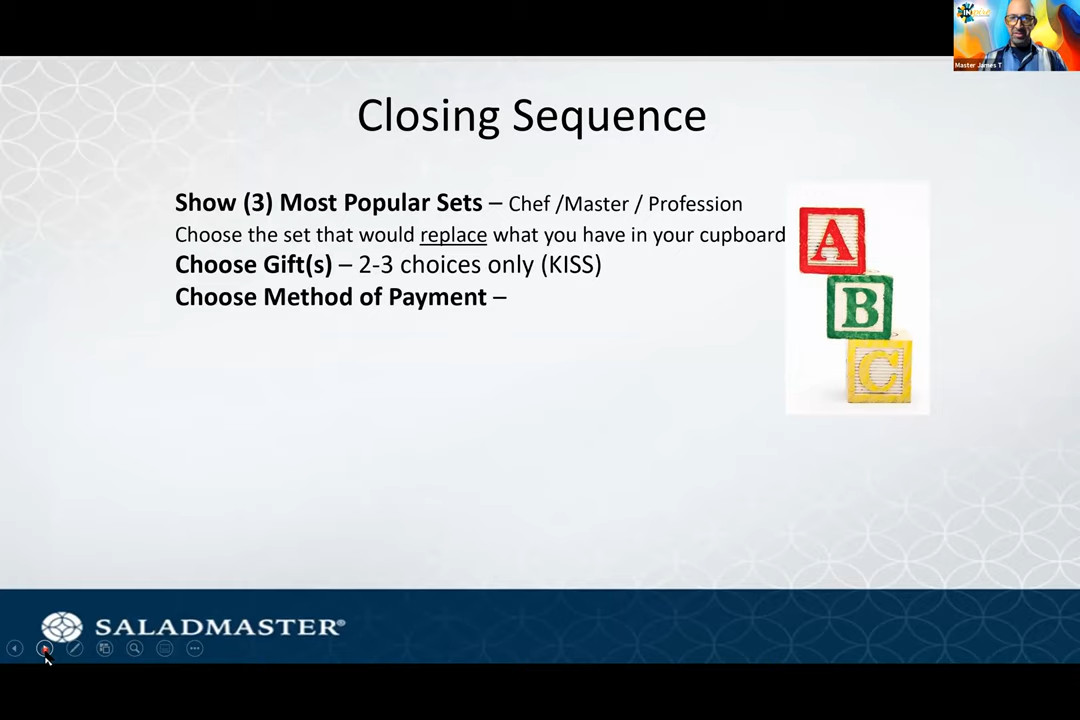 Master James T
Closing Sequence
Show (3) Most Popular Sets – Chef /Master / Profession
Choose the set that would replace what you have in your cupboard
Choose Gift(s) – 2-3 choices only (KISS)
Choose Method of Payment –
A
B
C
SALADMASTER®